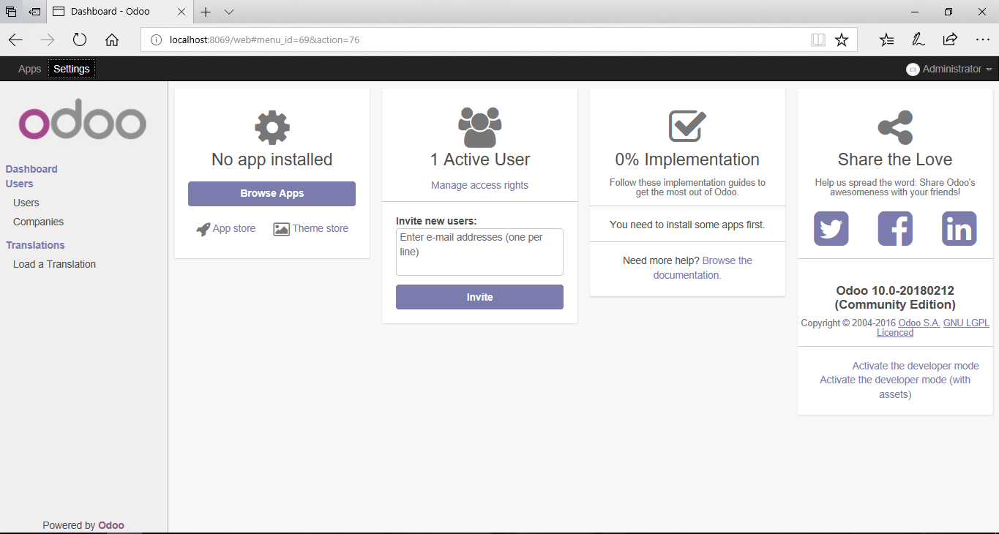 Dashboard - Odoo
localhost:8069/web#menu_id=69&action=76
Apps Settings Administrator
odoo
Dashboard
Users
Users
Companies
Translations
Load a Translation
Powered by Odoo
No app installed
Browse Apps
App store Theme store
1 Active User
Manage access rights
Invite new users:
Enter e-mail addresses (one per
line)
Invite
0% Implementation
Follow these implementation guides to
get the most out of Odoo.
You need to install some apps first.
Need more help? Browse the
documentation.
Share the Love
Help us spread the word: Share Odoo's
awesomeness with your friends!
in
Odoo 10.0-20180212
(Community Edition)
Copyright © 2004-2016 Odoo S.A. GNU LGPL
Licenced
Activate the developer mode
Activate the developer mode (with
assets)